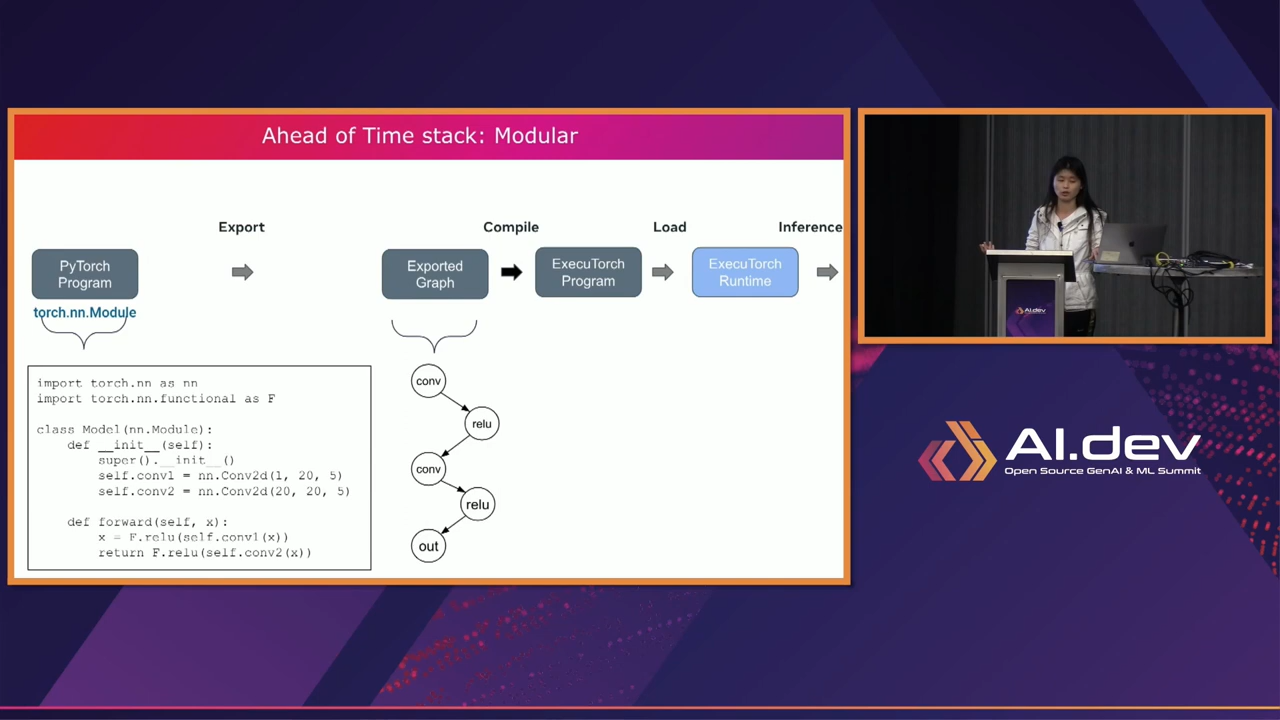 Ahead of Time stack: Modular
Export
Compile
Load
Inference
PyTorch
Program
Exported
Graph
ExecuTorch
Program
ExecuTorch
Runtime
torch.nn.Module
import torch.nn as nn
import torch.nn.functional as F
class Model(nn.Module):
def __init__(self):
super().__init__()
self.conv1 = nn.Conv2d(1, 20, 5)
self.conv2 = nn.Conv2d(20, 20, 5)
def forward(self, x):
x = F.relu(self.conv1(x))
return F.relu(self.conv2(x))
conv
relu
conv
relu
out
AI.dev
AI.dev
Open Source GenAI & ML Summit